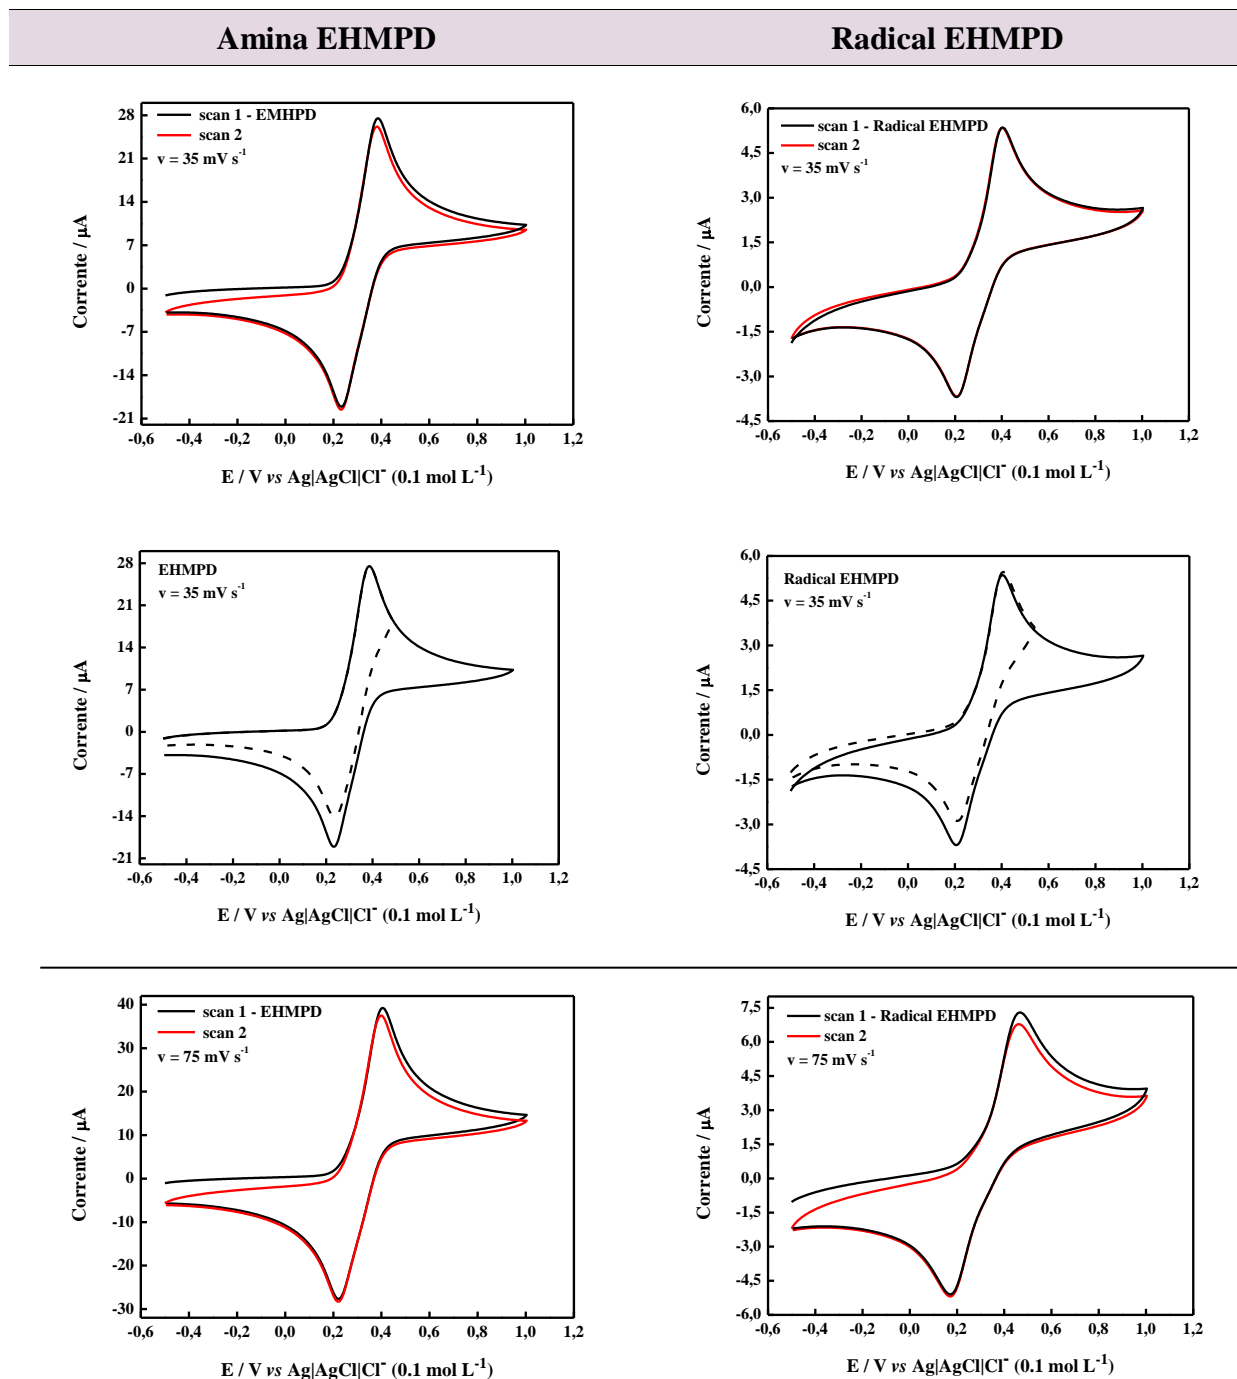 Amina EHMPD
Radical EHMPD
scan 1 - EMHPD
scan 2
v = 35 mV s⁻¹
28
21
14
7
0
-7
-14
-21
Corrente / µA
-0,6 -0,4 -0,2 0,0 0,2 0,4 0,6 0,8 1,0 1,2
E / V vs Ag|AgCl|Cl⁻ (0.1 mol L⁻¹)
scan 1 - Radical EHMPD
scan 2
v = 35 mV s⁻¹
6,0
4,5
3,0
1,5
0,0
-1,5
-3,0
-4,5
Corrente / µA
-0,6 -0,4 -0,2 0,0 0,2 0,4 0,6 0,8 1,0 1,2
E / V vs Ag|AgCl|Cl⁻ (0.1 mol L⁻¹)
EHMPD
v = 35 mV s⁻¹
28
21
14
7
0
-7
-14
-21
Corrente / µA
-0,6 -0,4 -0,2 0,0 0,2 0,4 0,6 0,8 1,0 1,2
E / V vs Ag|AgCl|Cl⁻ (0.1 mol L⁻¹)
Radical EHMPD
v = 35 mV s⁻¹
6,0
4,5
3,0
1,5
0,0
-1,5
-3,0
-4,5
Corrente / µA
-0,6 -0,4 -0,2 0,0 0,2 0,4 0,6 0,8 1,0 1,2
E / V vs Ag|AgCl|Cl⁻ (0.1 mol L⁻¹)
scan 1 - EHMPD
scan 2
v = 75 mV s⁻¹
40
30
20
10
0
-10
-20
-30
Corrente / µA
-0,6 -0,4 -0,2 0,0 0,2 0,4 0,6 0,8 1,0 1,2
E / V vs Ag|AgCl|Cl⁻ (0.1 mol L⁻¹)
scan 1 - Radical EHMPD
scan 2
v = 75 mV s⁻¹
7,5
6,0
4,5
3,0
1,5
0,0
-1,5
-3,0
-4,5
-6,0
Corrente / µA
-0,6 -0,4 -0,2 0,0 0,2 0,4 0,6 0,8 1,0 1,2
E / V vs Ag|AgCl|Cl⁻ (0.1 mol L⁻¹)